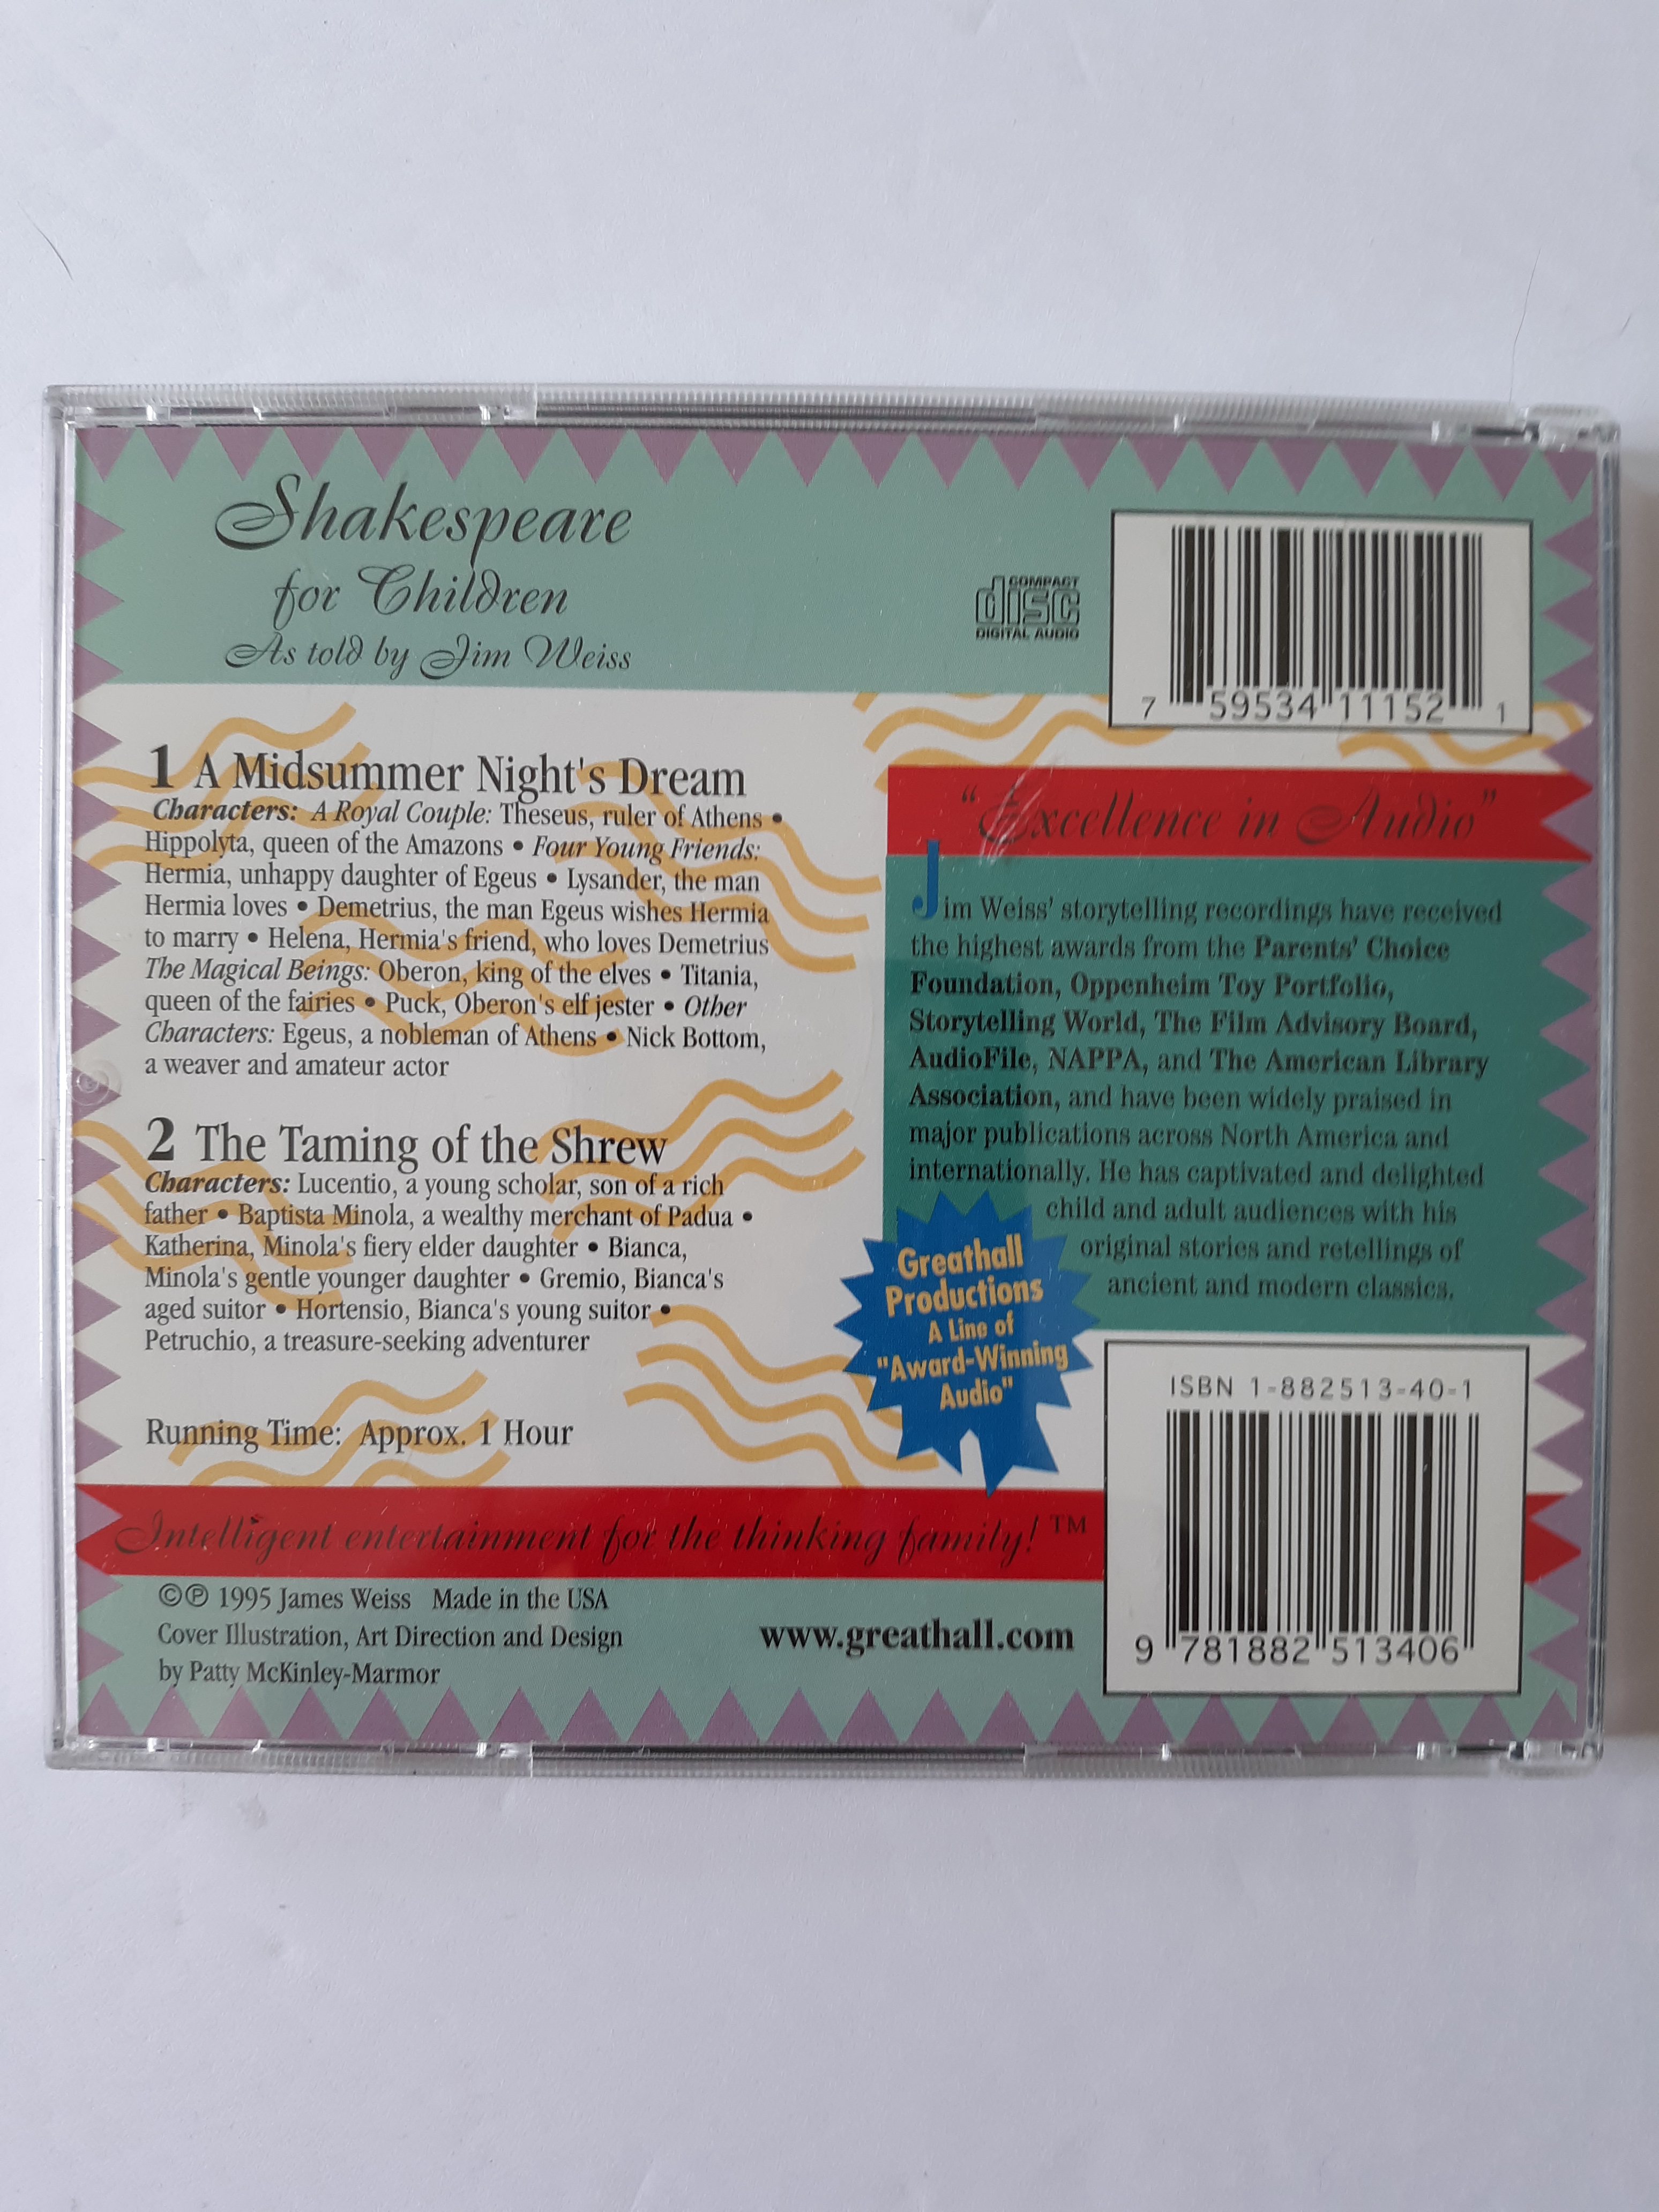 Shakespeare
for Children
As told by Jim Weiss
COMPACT
disc
DIGITAL AUDIO
7 59534 11152 1
1 A Midsummer Night's Dream
Characters: A Royal Couple: Theseus, ruler of Athens •
Hippolyta, queen of the Amazons • Four Young Friends:
Hermia, unhappy daughter of Egeus • Lysander, the man
Hermia loves • Demetrius, the man Egeus wishes Hermia
to marry • Helena, Hermia's friend, who loves Demetrius
The Magical Beings: Oberon, king of the elves • Titania,
queen of the fairies • Puck, Oberon's elf jester • Other
Characters: Egeus, a nobleman of Athens • Nick Bottom,
a weaver and amateur actor
2 The Taming of the Shrew
Characters: Lucentio, a young scholar, son of a rich
father • Baptista Minola, a wealthy merchant of Padua •
Katherina, Minola's fiery elder daughter • Bianca,
Minola's gentle younger daughter • Gremio, Bianca's
aged suitor • Hortensio, Bianca's young suitor •
Petruchio, a treasure-seeking adventurer
Running Time: Approx. 1 Hour
"Excellence in Audio"
Jim Weiss' storytelling recordings have received
the highest awards from the Parents' Choice
Foundation, Oppenheim Toy Portfolio,
Storytelling World, The Film Advisory Board,
AudioFile, NAPPA, and The American Library
Association, and have been widely praised in
major publications across North America and
internationally. He has captivated and delighted
child and adult audiences with his
original stories and retellings of
ancient and modern classics.
Greathall
Productions
A Line of
"Award-Winning
Audio"
Intelligent entertainment for the thinking family! ™
©℗ 1995 James Weiss Made in the USA
Cover Illustration, Art Direction and Design
by Patty McKinley-Marmor
www.greathall.com
ISBN 1-882513-40-1
9 781882 513406